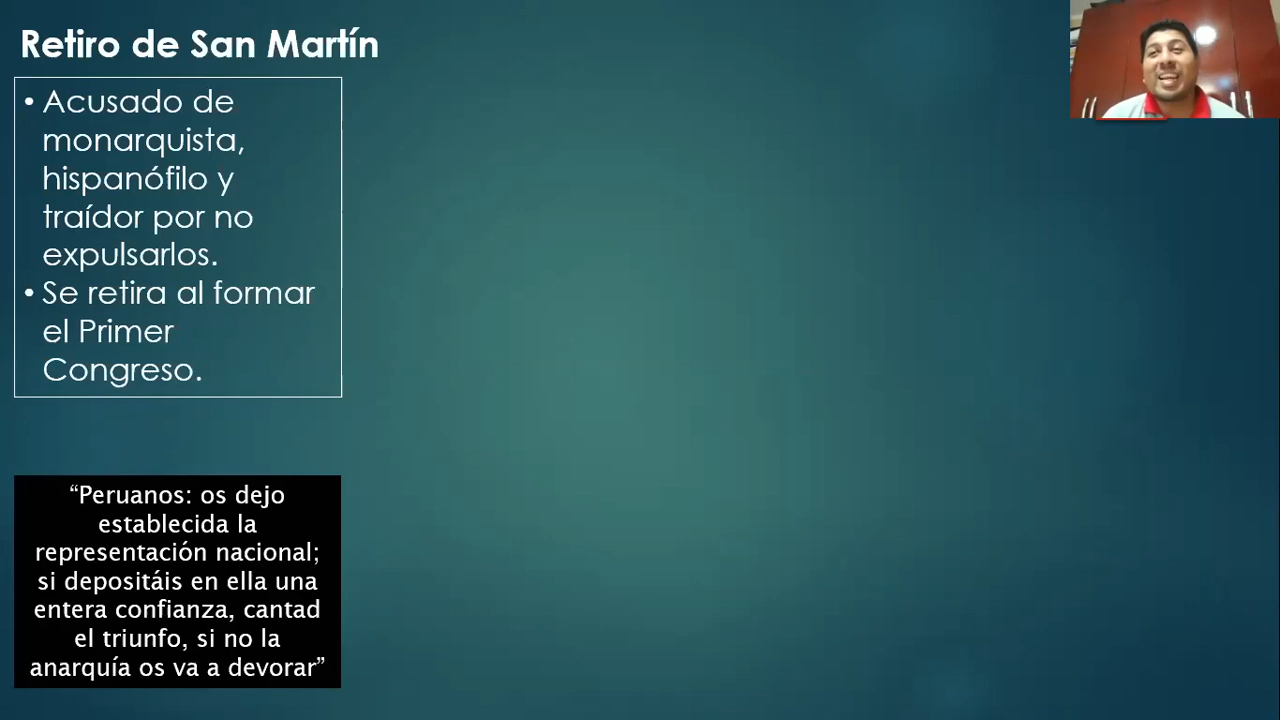 Retiro de San Martín
• Acusado de
monarquista,
hispanófilo y
traídor por no
expulsarlos.
• Se retira al formar
el Primer
Congreso.
“Peruanos: os dejo
establecida la
representación nacional;
si depositáis en ella una
entera confianza, cantad
el triunfo, si no la
anarquía os va a devorar”